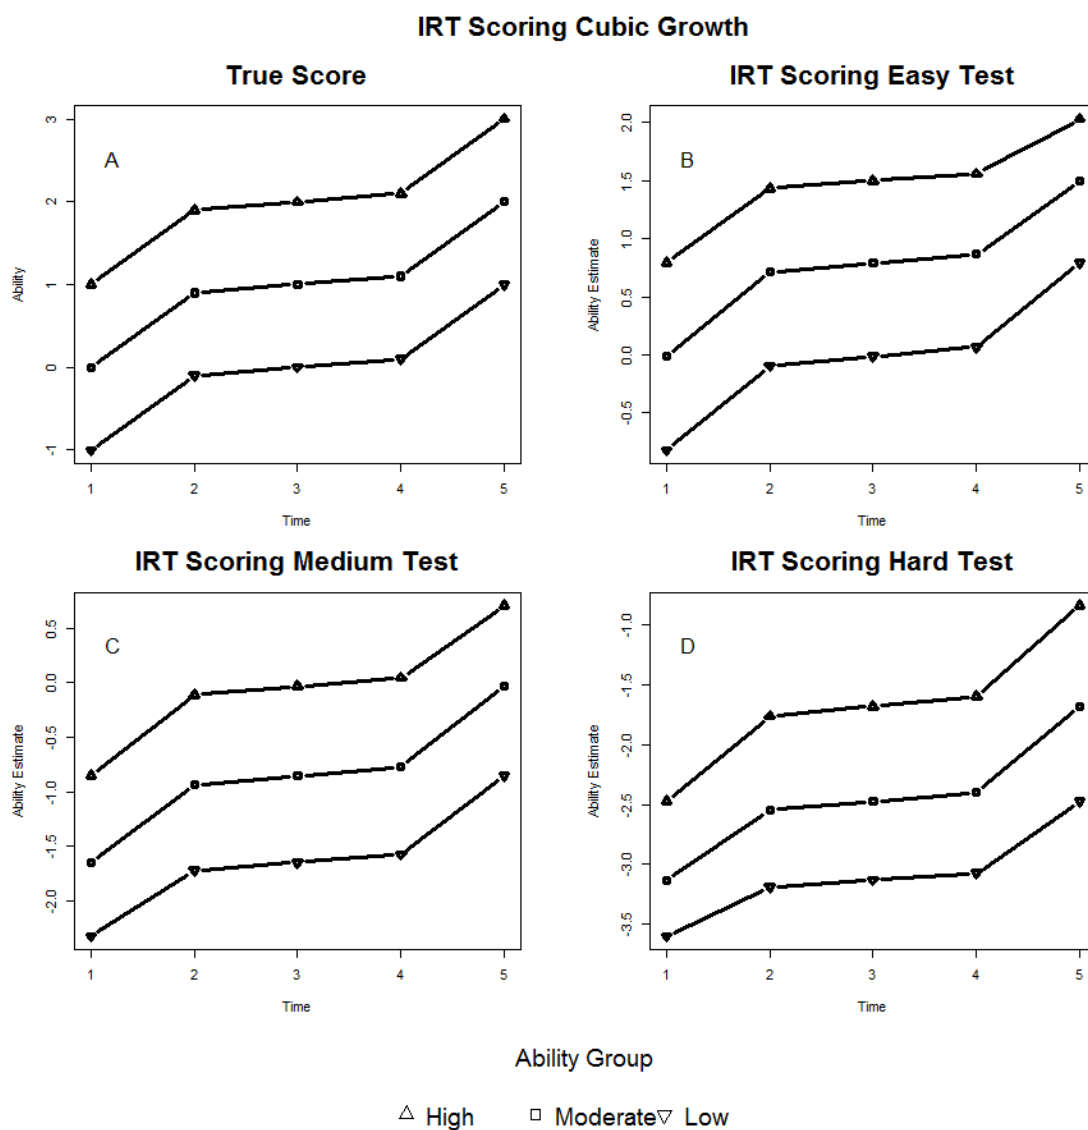 IRT Scoring Cubic Growth
True Score
A
Ability
3
2
1
0
-1
1 2 3 4 5
Time
IRT Scoring Easy Test
B
Ability Estimate
2.0
1.5
1.0
0.5
0.0
-0.5
1 2 3 4 5
Time
IRT Scoring Medium Test
C
Ability Estimate
0.5
0.0
-0.5
-1.0
-1.5
-2.0
1 2 3 4 5
Time
IRT Scoring Hard Test
D
Ability Estimate
-1.0
-1.5
-2.0
-2.5
-3.0
-3.5
1 2 3 4 5
Time
Ability Group
High Moderate Low